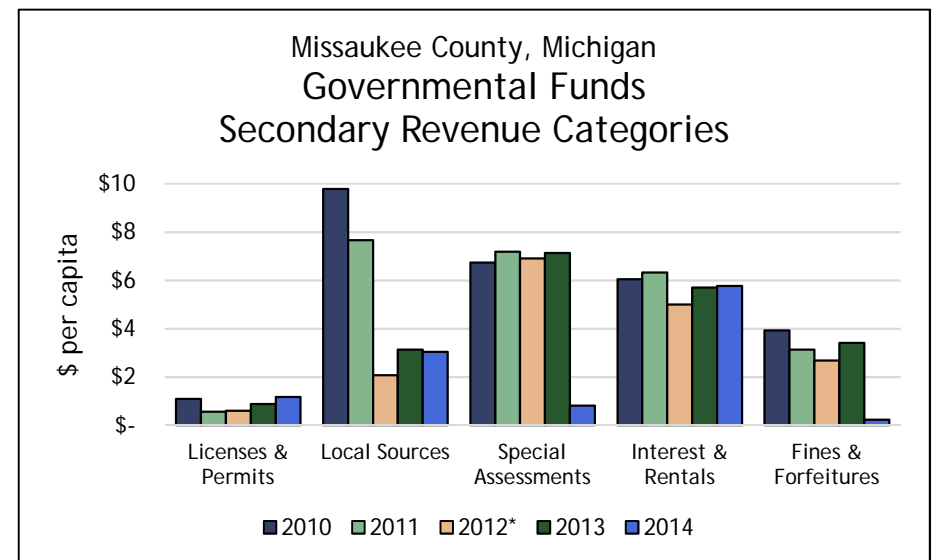 Missaukee County, Michigan
Governmental Funds
Secondary Revenue Categories
$ per capita
$10
$8
$6
$4
$2
$-
Licenses &
Permits
Local Sources
Special
Assessments
Interest &
Rentals
Fines &
Forfeitures
2010 2011 2012* 2013 2014